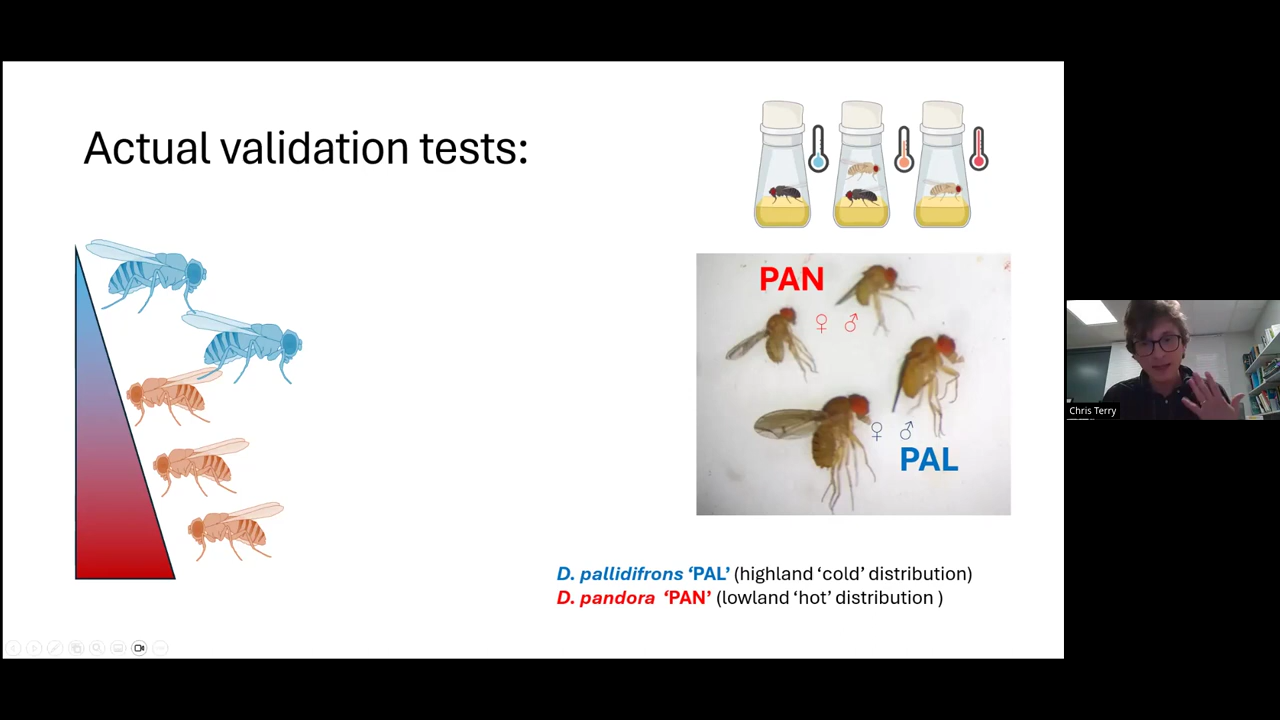 Actual validation tests:
PAN
♀ ♂
♀ ♂
PAL
D. pallidifrons ‘PAL’ (highland ‘cold’ distribution)
D. pandora ‘PAN’ (lowland ‘hot’ distribution )
Chris Terry